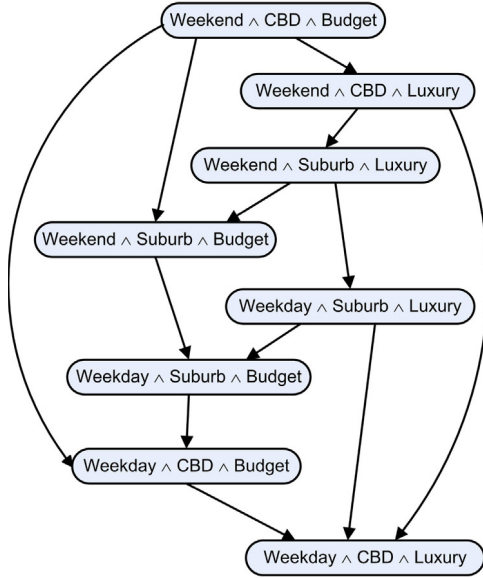 Weekend ∧ CBD ∧ Budget
Weekend ∧ CBD ∧ Luxury
Weekend ∧ Suburb ∧ Luxury
Weekend ∧ Suburb ∧ Budget
Weekday ∧ Suburb ∧ Luxury
Weekday ∧ Suburb ∧ Budget
Weekday ∧ CBD ∧ Budget
Weekday ∧ CBD ∧ Luxury